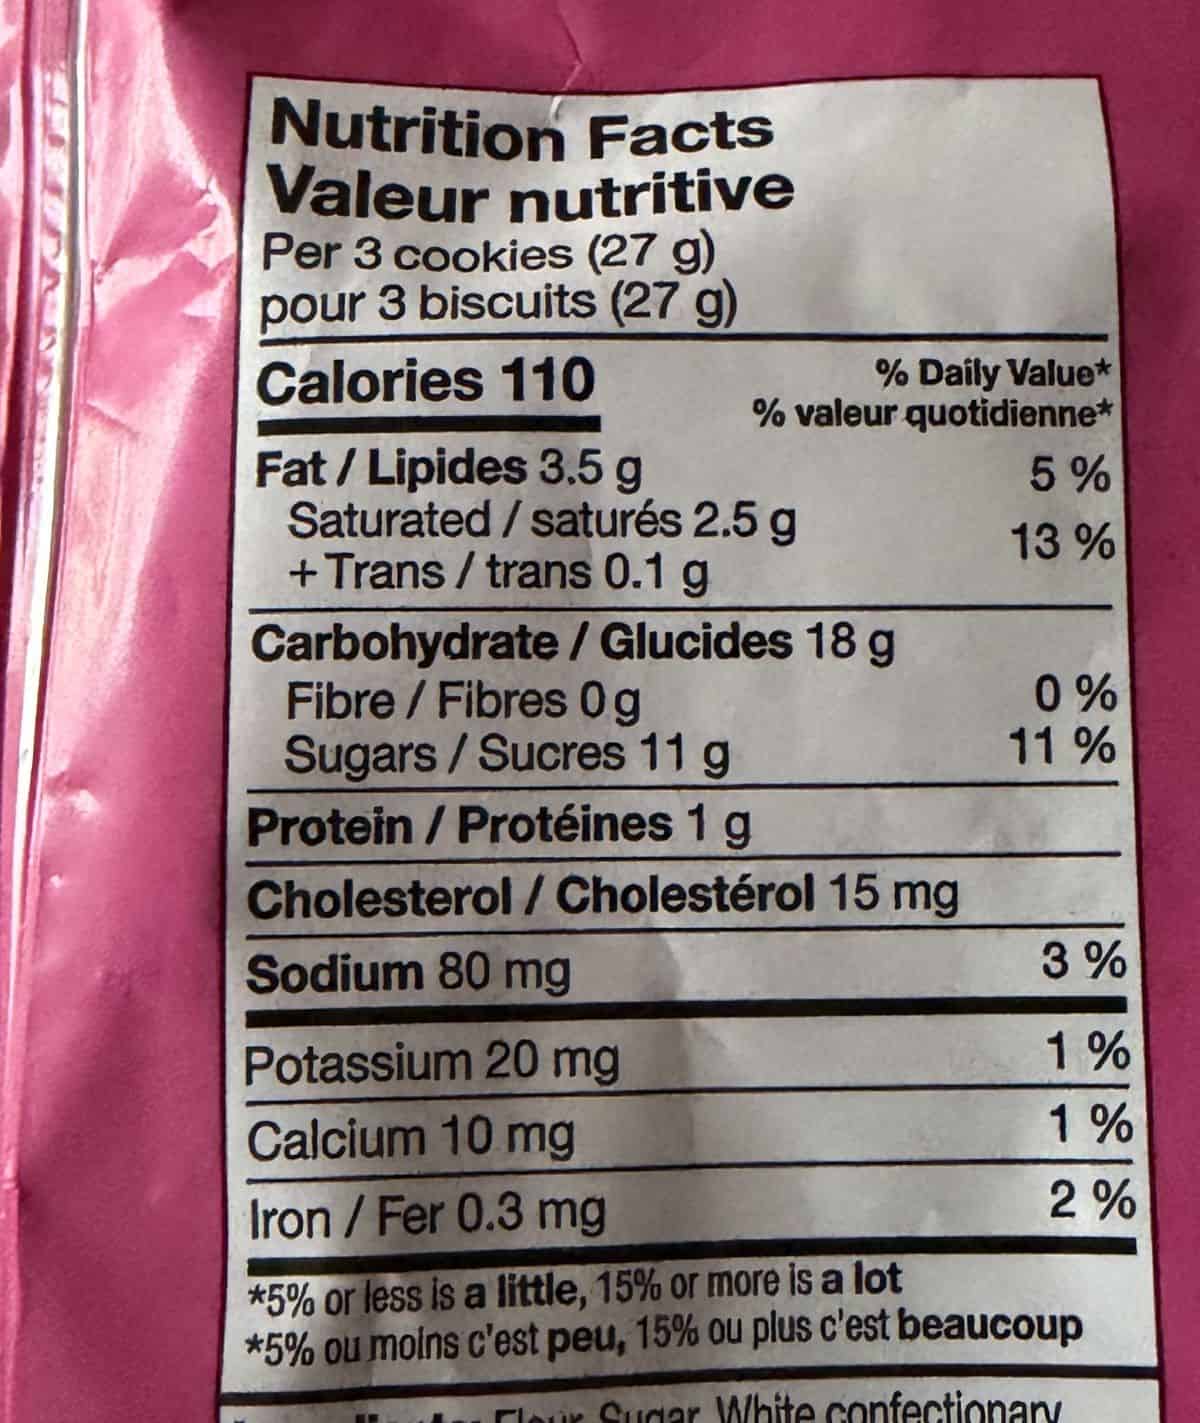 Nutrition Facts
Valeur nutritive
Per 3 cookies (27 g)
pour 3 biscuits (27 g)
Calories 110
% Daily Value*
% valeur quotidienne*
Fat / Lipides 3.5 g 5 %
Saturated / saturés 2.5 g
+ Trans / trans 0.1 g 13 %
Carbohydrate / Glucides 18 g
Fibre / Fibres 0 g 0 %
Sugars / Sucres 11 g 11 %
Protein / Protéines 1 g
Cholesterol / Cholestérol 15 mg
Sodium 80 mg 3 %
Potassium 20 mg 1 %
Calcium 10 mg 1 %
Iron / Fer 0.3 mg 2 %
*5% or less is a little, 15% or more is a lot
*5% ou moins c'est peu, 15% ou plus c'est beaucoup
Flour Sugar White confectionary